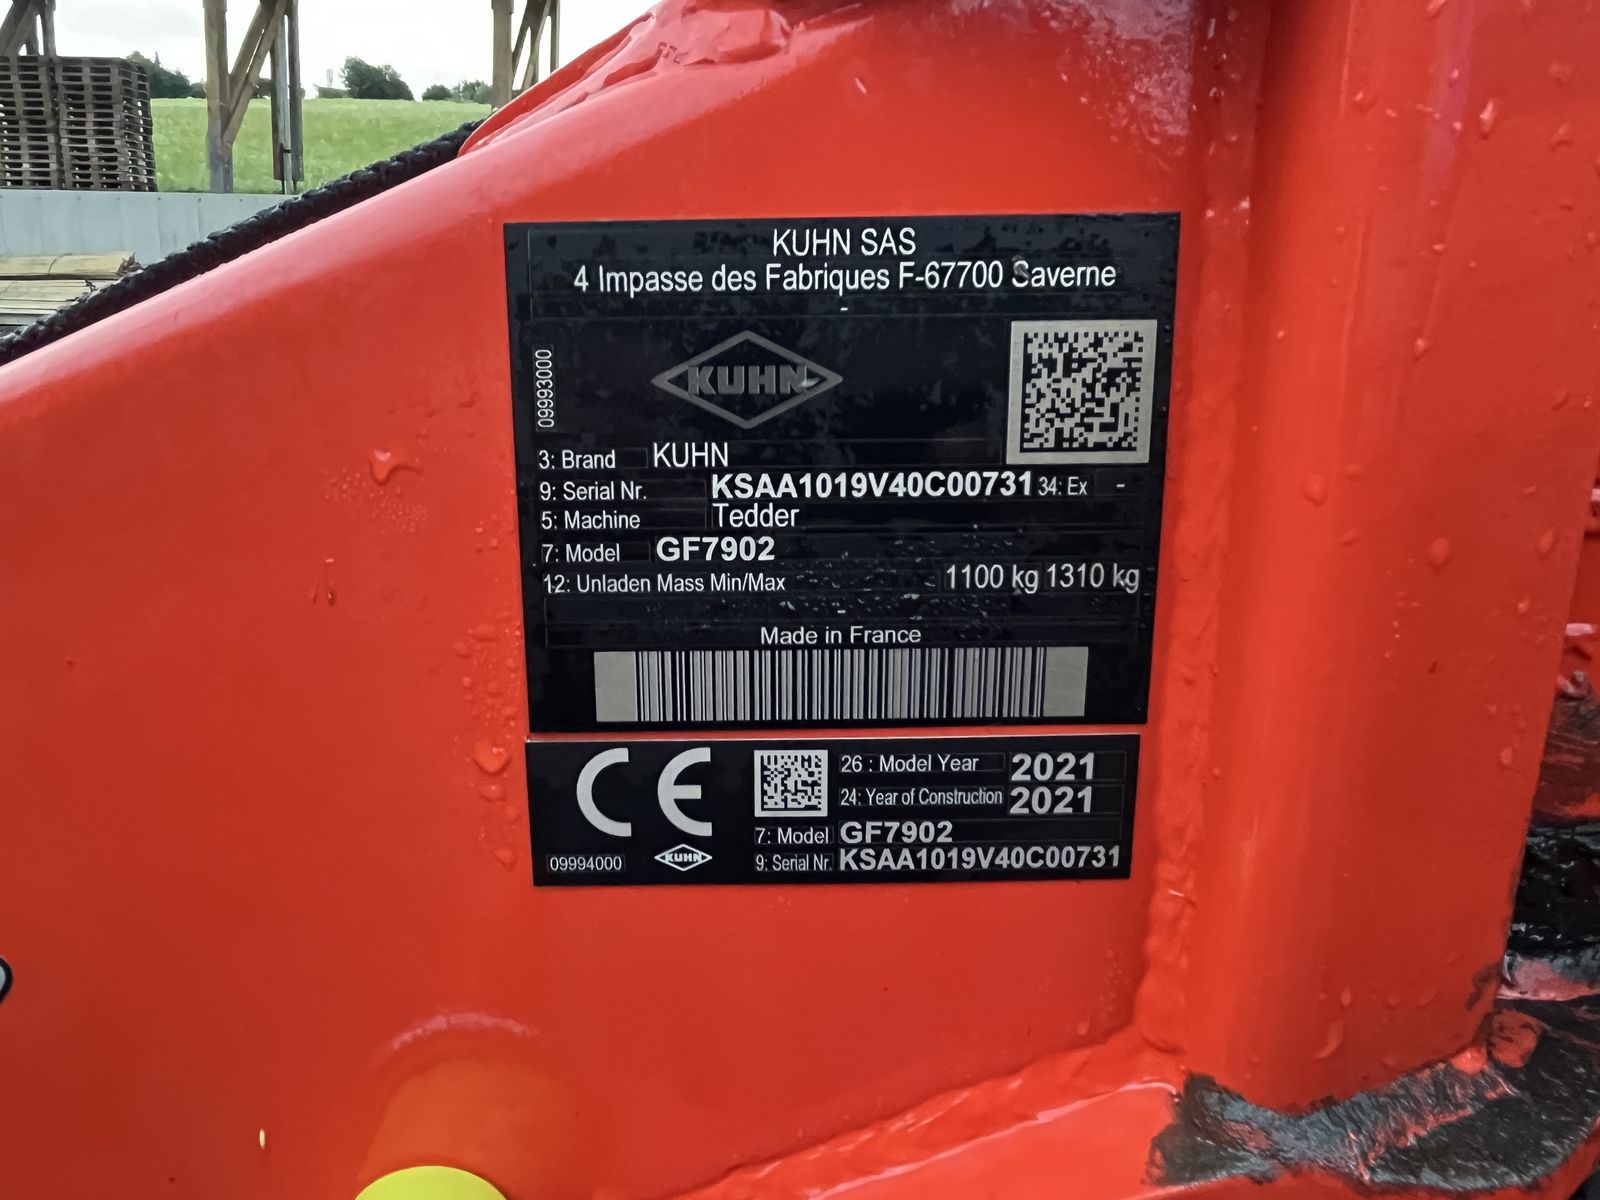 KUHN SAS
4 Impasse des Fabriques F-67700 Saverne
-
09993000
KUHN
3: Brand KUHN
9: Serial Nr. KSAA1019V40C00731 34: Ex -
5: Machine Tedder
7: Model GF7902
12: Unladen Mass Min/Max 1100 kg 1310 kg
-
Made in France
CE
26 : Model Year 2021
24: Year of Construction 2021
7: Model GF7902
9: Serial Nr. KSAA1019V40C00731
09994000
KUHN